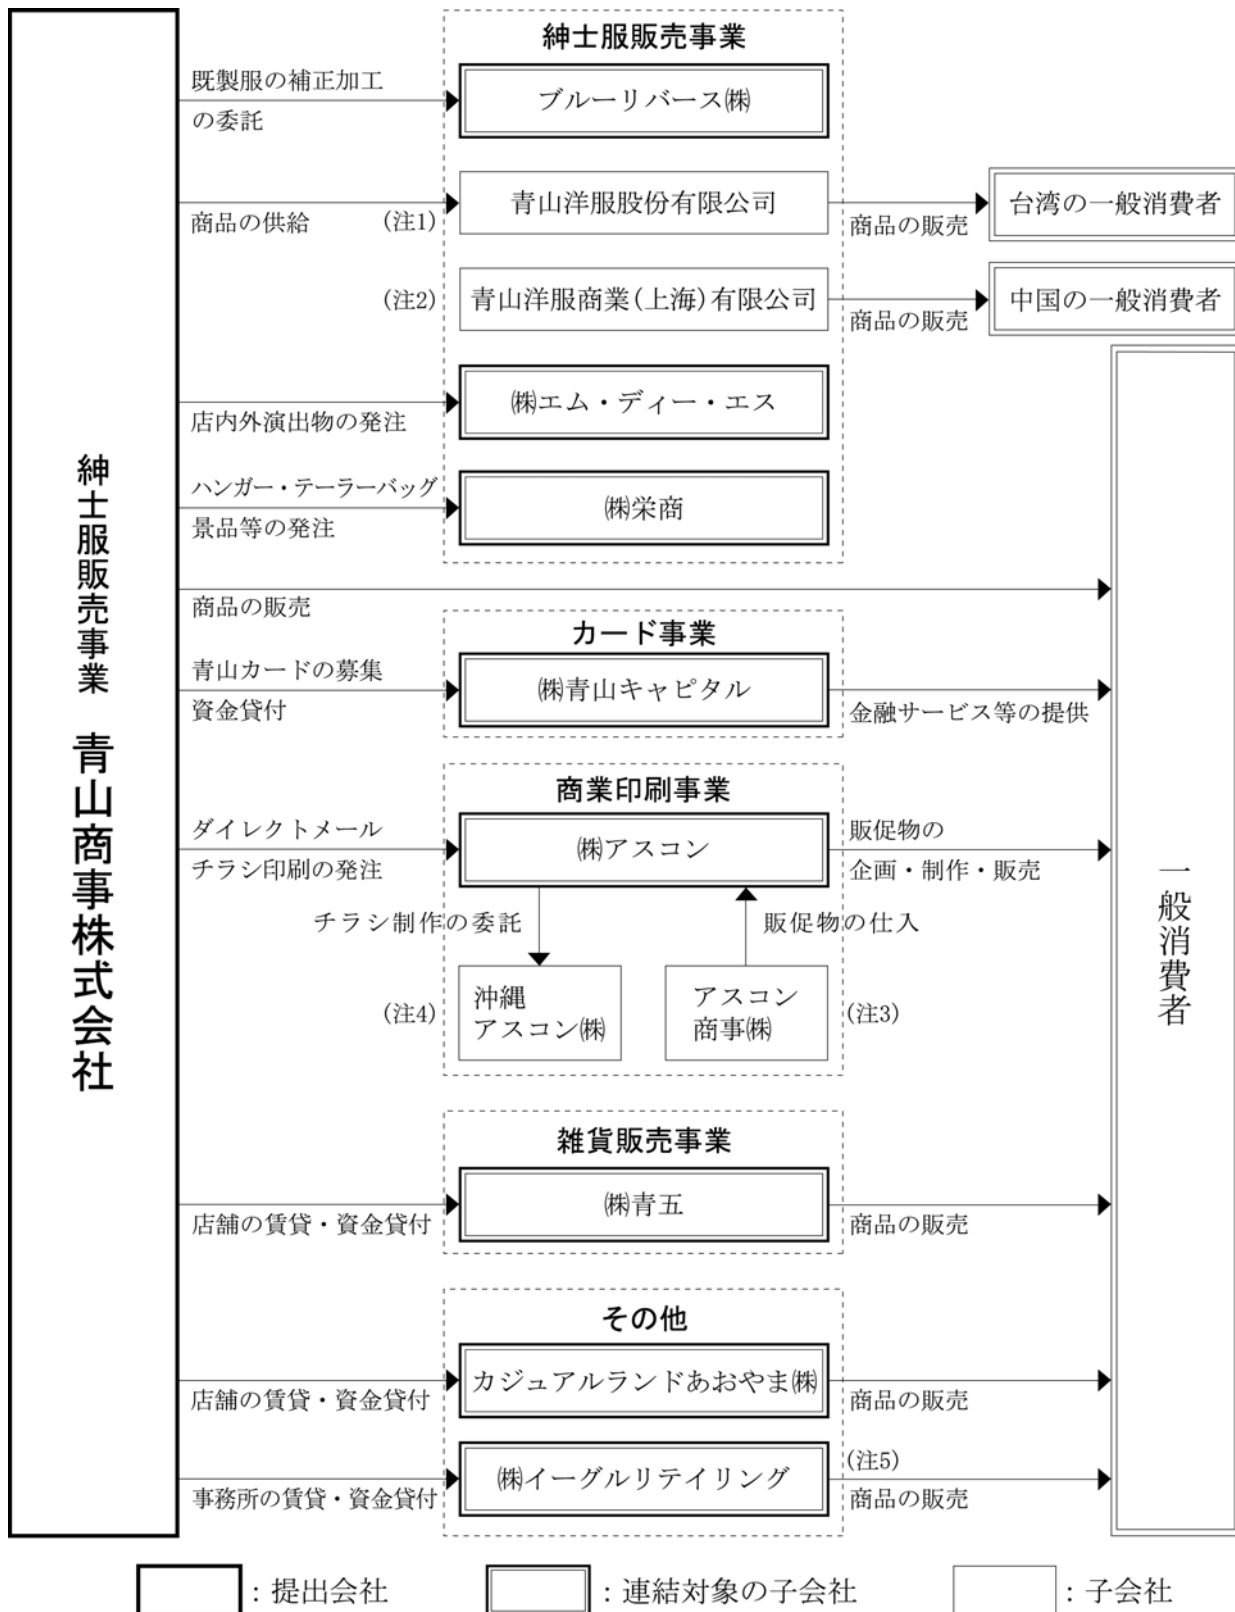 紳士服販売事業　青山商事株式会社
紳士服販売事業
既製服の補正加工
の委託
ブルーリバース㈱
商品の供給
(注1)
青山洋服股份有限公司
商品の販売
台湾の一般消費者
(注2)
青山洋服商業(上海)有限公司
商品の販売
中国の一般消費者
店内外演出物の発注
㈱エム・ディー・エス
ハンガー・テーラーバッグ
景品等の発注
㈱栄商
商品の販売
一般消費者
カード事業
青山カードの募集
資金貸付
㈱青山キャピタル
金融サービス等の提供
商業印刷事業
ダイレクトメール
チラシ印刷の発注
㈱アスコン
販促物の
企画・制作・販売
チラシ制作の委託
販促物の仕入
(注4)
沖縄
アスコン㈱
アスコン
商事㈱
(注3)
雑貨販売事業
店舗の賃貸・資金貸付
㈱青五
商品の販売
その他
店舗の賃貸・資金貸付
カジュアルランドあおやま㈱
商品の販売
事務所の賃貸・資金貸付
㈱イーグルリテイリング
(注5)
商品の販売
：提出会社
：連結対象の子会社
：子会社